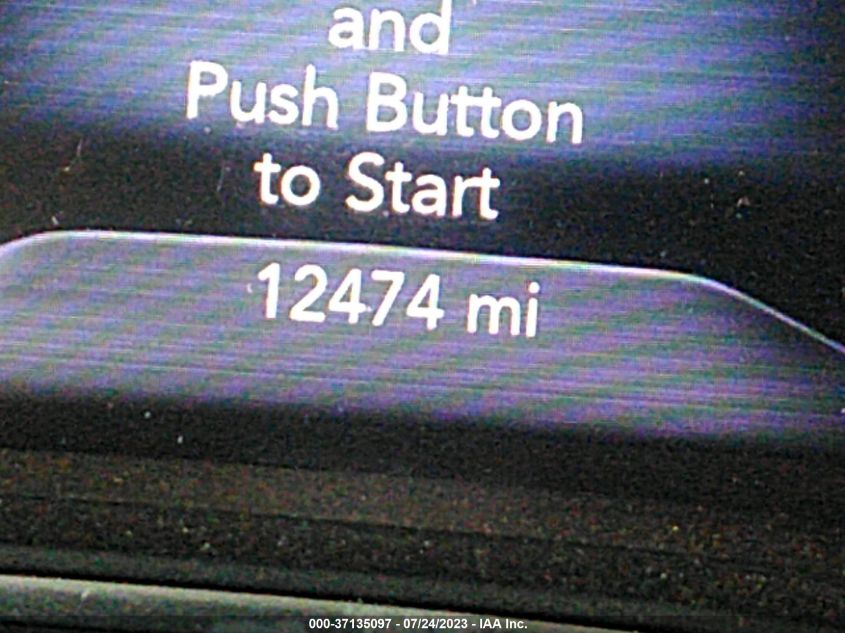 and
Push Button
to Start
12474 mi
000-37135097 - 07/24/2023 - IAA Inc.